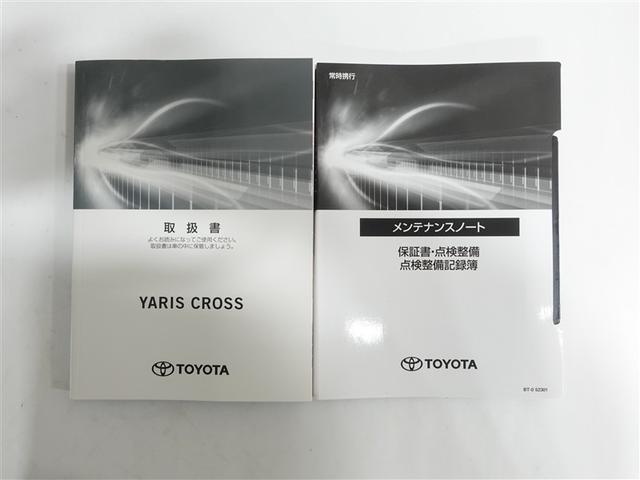 取扱書
よくお読みになってご使用ください。
取扱書は車の中に保管しましょう。
YARIS CROSS
TOYOTA
常時携行
メンテナンスノート
保証書・点検整備
点検整備記録簿
TOYOTA
BT-0 52301